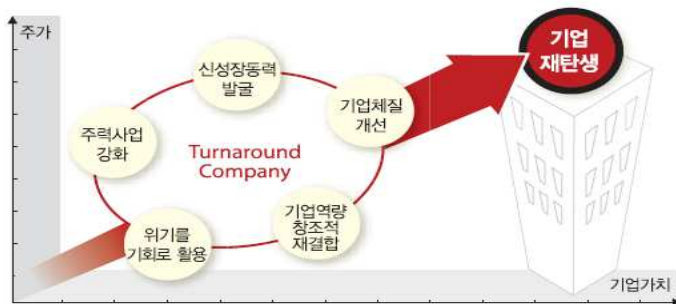 주가
신성장동력
발굴
기업
재탄생
기업체질
개선
주력사업
강화
Turnaround
Company
기업역량
창조적
재결합
위기를
기회로 활용
기업가치